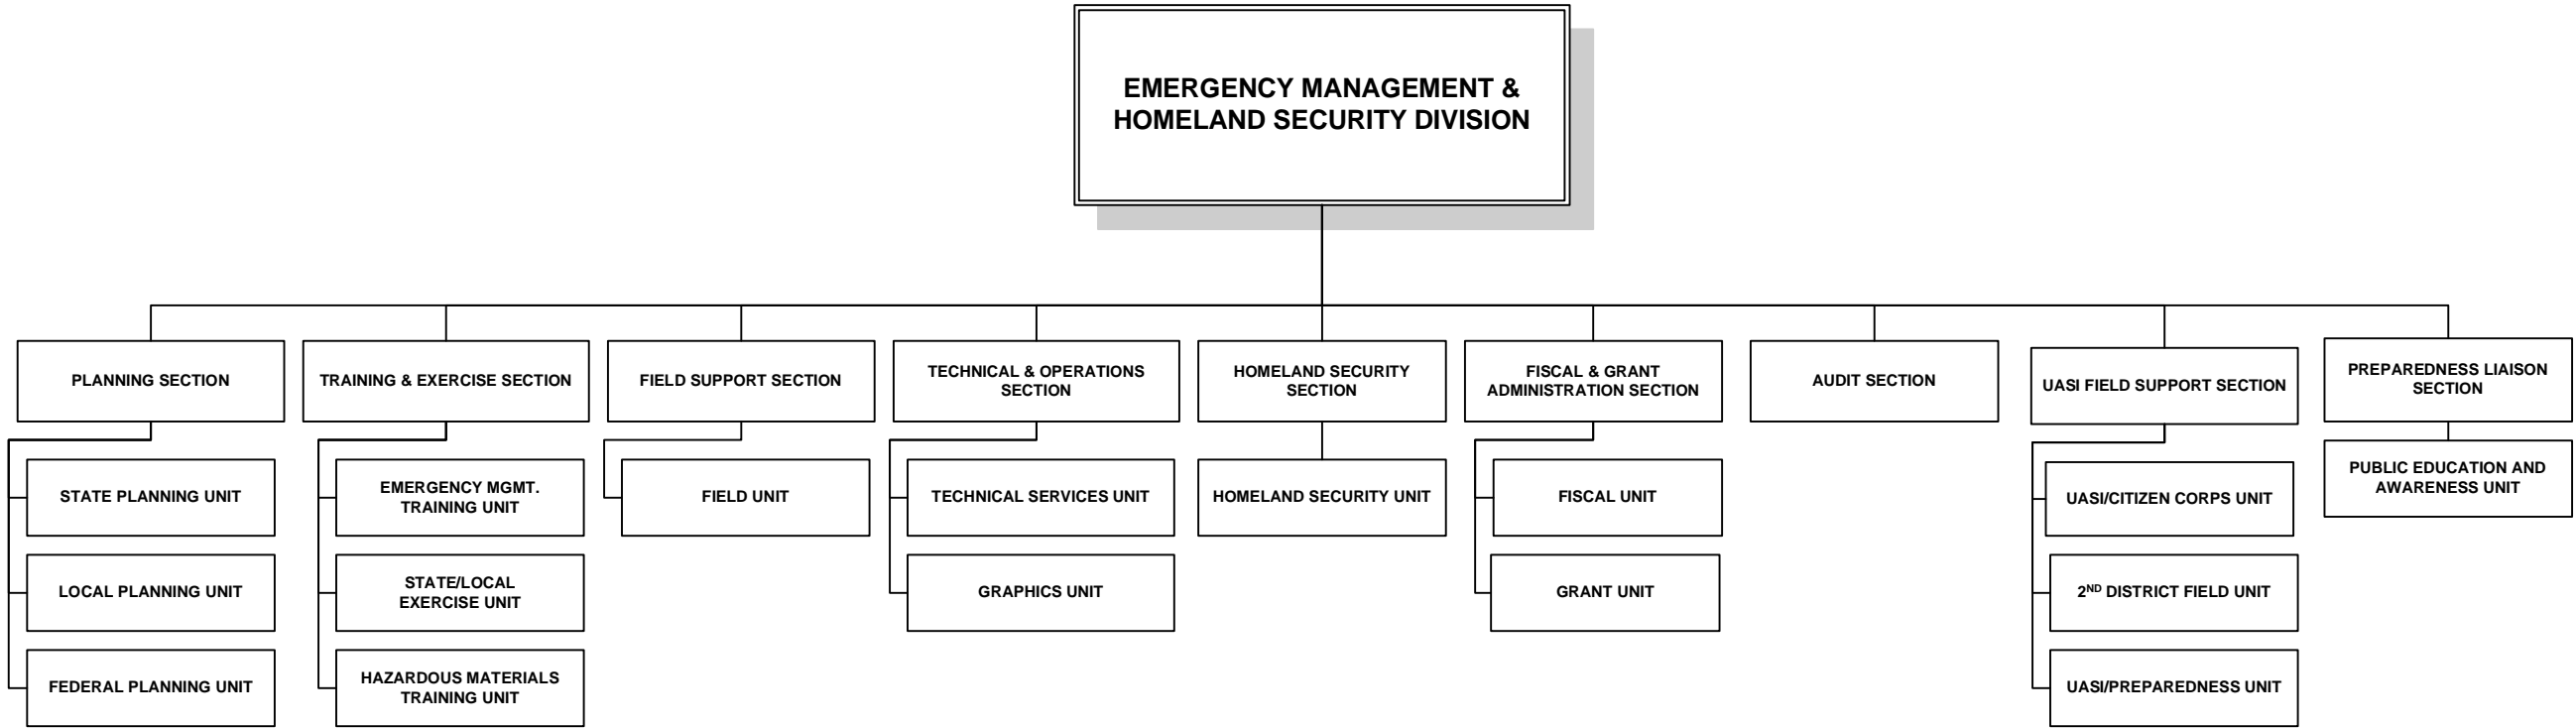 EMERGENCY MANAGEMENT &
HOMELAND SECURITY DIVISION
PLANNING SECTION
TRAINING & EXERCISE SECTION
FIELD SUPPORT SECTION
TECHNICAL & OPERATIONS
SECTION
HOMELAND SECURITY
SECTION
FISCAL & GRANT
ADMINISTRATION SECTION
AUDIT SECTION
UASI FIELD SUPPORT SECTION
PREPAREDNESS LIAISON
SECTION
STATE PLANNING UNIT
EMERGENCY MGMT.
TRAINING UNIT
FIELD UNIT
TECHNICAL SERVICES UNIT
HOMELAND SECURITY UNIT
FISCAL UNIT
UASI/CITIZEN CORPS UNIT
PUBLIC EDUCATION AND
AWARENESS UNIT
LOCAL PLANNING UNIT
STATE/LOCAL
EXERCISE UNIT
GRAPHICS UNIT
GRANT UNIT
2ND DISTRICT FIELD UNIT
FEDERAL PLANNING UNIT
HAZARDOUS MATERIALS
TRAINING UNIT
UASI/PREPAREDNESS UNIT